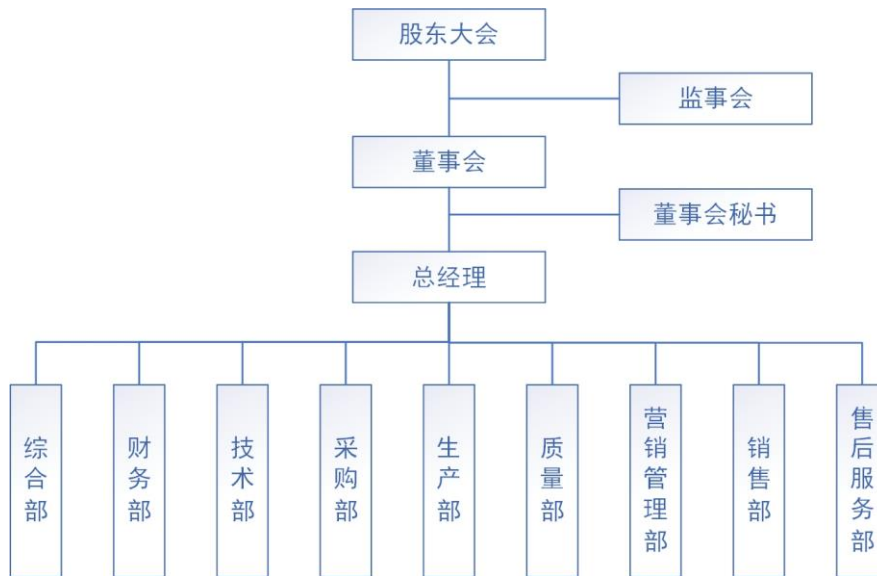 股东大会
监事会
董事会
董事会秘书
总经理
综合部
财务部
技术部
采购部
生产部
质量部
营销管理部
销售部
售后服务部